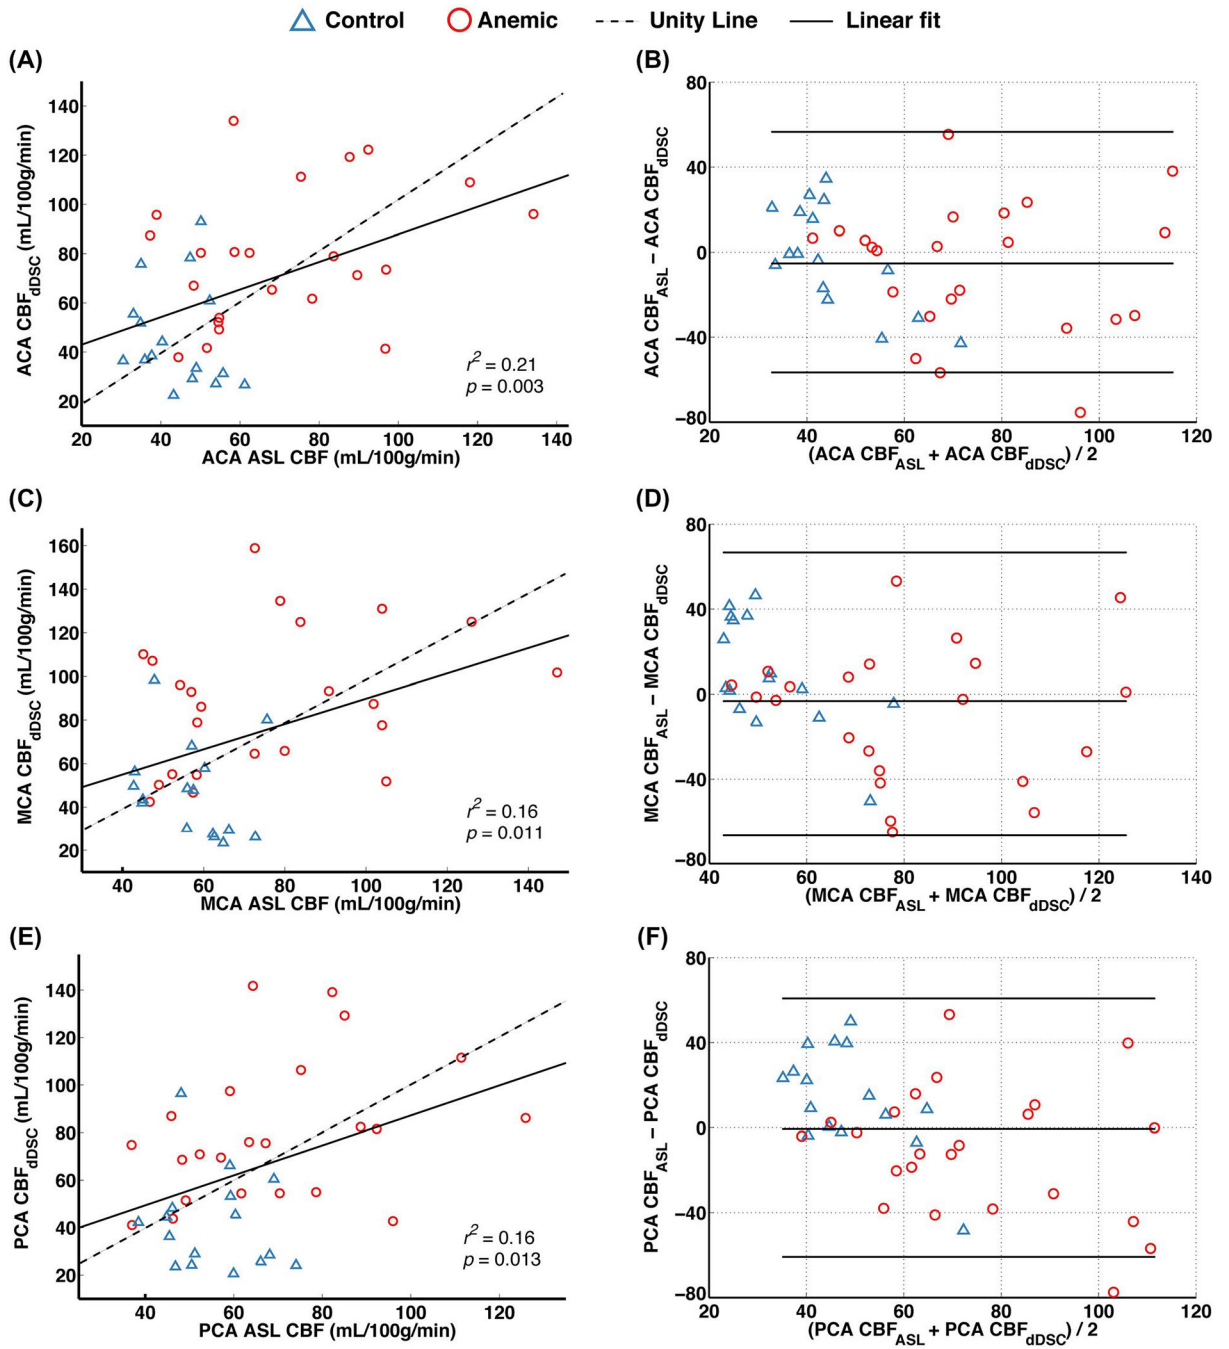 Control Anemic Unity Line Linear fit
(A)
ACA CBFdDSC (mL/100g/min)
140
120
100
80
60
40
20
r2 = 0.21
p = 0.003
20 40 60 80 100 120 140
ACA ASL CBF (mL/100g/min)
(B)
ACA CBFASL − ACA CBFdDSC
80
40
0
−40
−80
20 40 60 80 100 120
(ACA CBFASL + ACA CBFdDSC) / 2
(C)
MCA CBFdDSC (mL/100g/min)
160
140
120
100
80
60
40
20
r2 = 0.16
p = 0.011
40 60 80 100 120 140
MCA ASL CBF (mL/100g/min)
(D)
MCA CBFASL − MCA CBFdDSC
80
40
0
−40
−80
40 60 80 100 120 140
(MCA CBFASL + MCA CBFdDSC) / 2
(E)
PCA CBFdDSC (mL/100g/min)
140
120
100
80
60
40
20
r2 = 0.16
p = 0.013
40 60 80 100 120
PCA ASL CBF (mL/100g/min)
(F)
PCA CBFASL − PCA CBFdDSC
80
40
0
−40
−80
20 40 60 80 100 120
(PCA CBFASL + PCA CBFdDSC) / 2